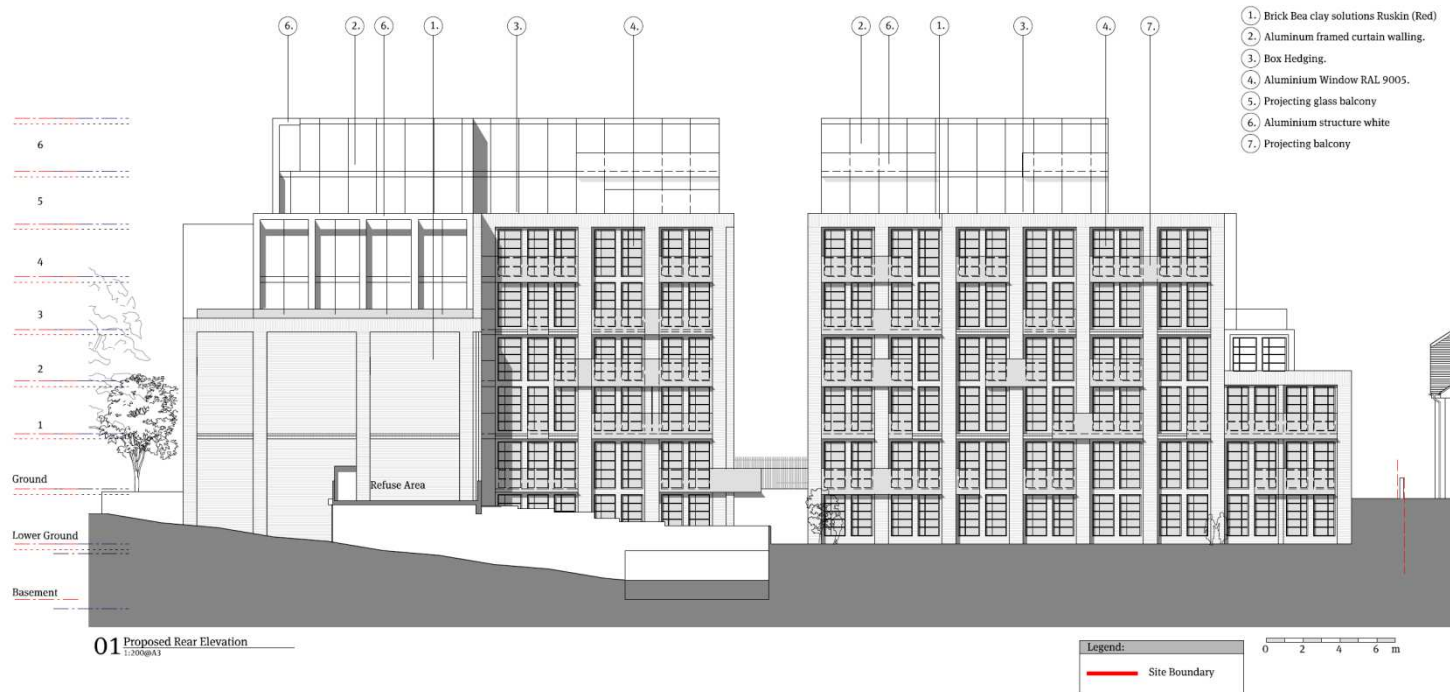 6.
2.
6.
1.
3.
4.
2.
6.
1.
3.
4.
7.
1. Brick Bea clay solutions Ruskin (Red)
2. Aluminum framed curtain walling.
3. Box Hedging.
4. Aluminium Window RAL 9005.
5. Projecting glass balcony
6. Aluminium structure white
7. Projecting balcony
6
5
4
3
2
1
Ground
Lower Ground
Basement
Refuse Area
01 Proposed Rear Elevation
1:200@A3
Legend:
Site Boundary
0 2 4 6 m